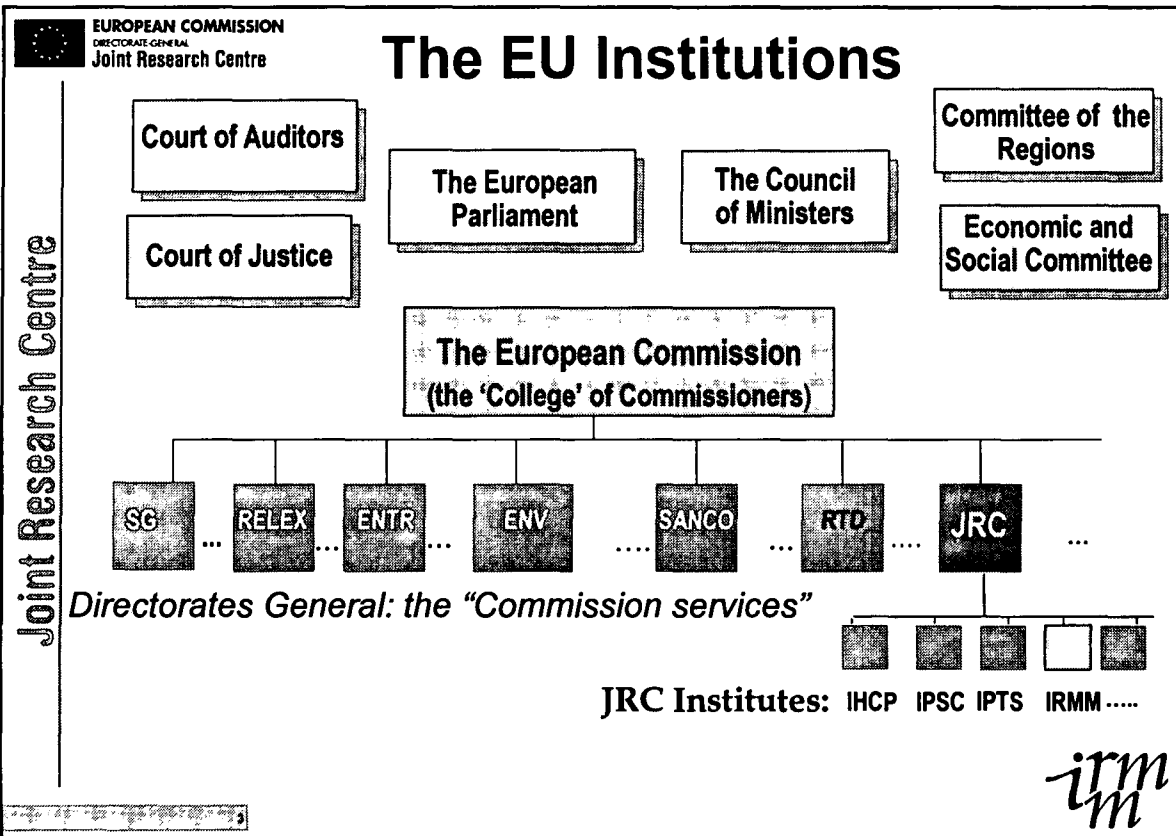 EUROPEAN COMMISSION
DIRECTORATE-GENERAL
Joint Research Centre
The EU Institutions
Joint Research Centre
Court of Auditors
Court of Justice
The European
Parliament
The Council
of Ministers
Committee of the
Regions
Economic and
Social Committee
The European Commission
(the ‘College’ of Commissioners)
SG ... RELEX ... ENTR .... ENV .... SANCO ... RTD .... JRC ...
Directorates General: the “Commission services”
JRC Institutes: IHCP IPSC IPTS IRMM .....
irmm
3